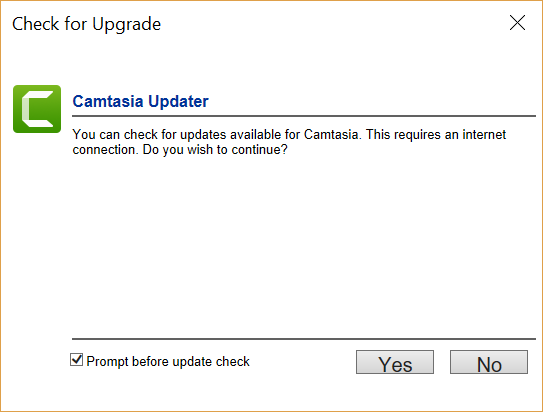 Check for Upgrade
Camtasia Updater
You can check for updates available for Camtasia. This requires an internet
connection. Do you wish to continue?
Prompt before update check
Yes
No